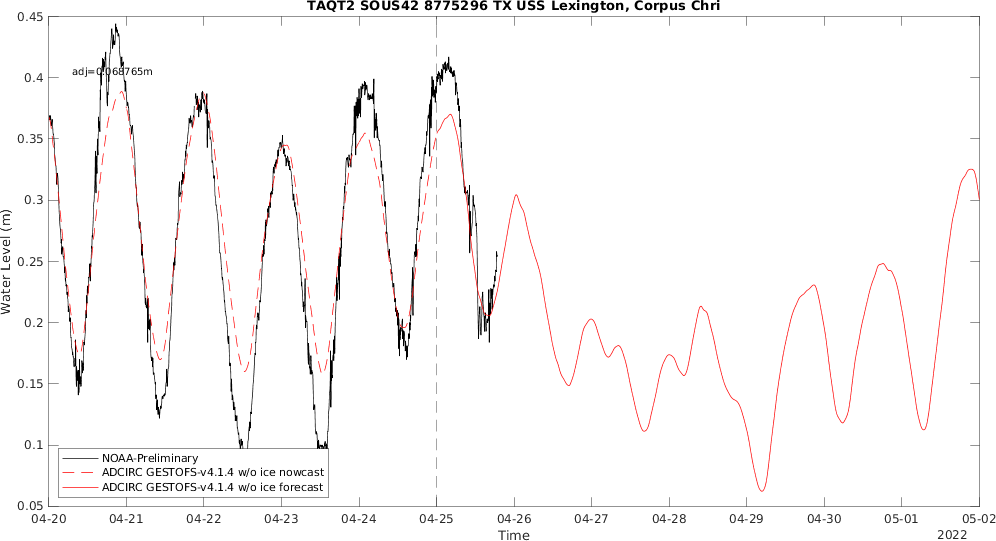 TAQT2 SOUS42 8775296 TX USS Lexington, Corpus Chri
0.45
0.4
0.35
0.3
0.25
0.2
0.15
0.1
0.05
Water Level (m)
adj=0.068765m
NOAA-Preliminary
ADCIRC GESTOFS-v4.1.4 w/o ice nowcast
ADCIRC GESTOFS-v4.1.4 w/o ice forecast
04-20 04-21 04-22 04-23 04-24 04-25 04-26 04-27 04-28 04-29 04-30 05-01 05-02
Time
2022